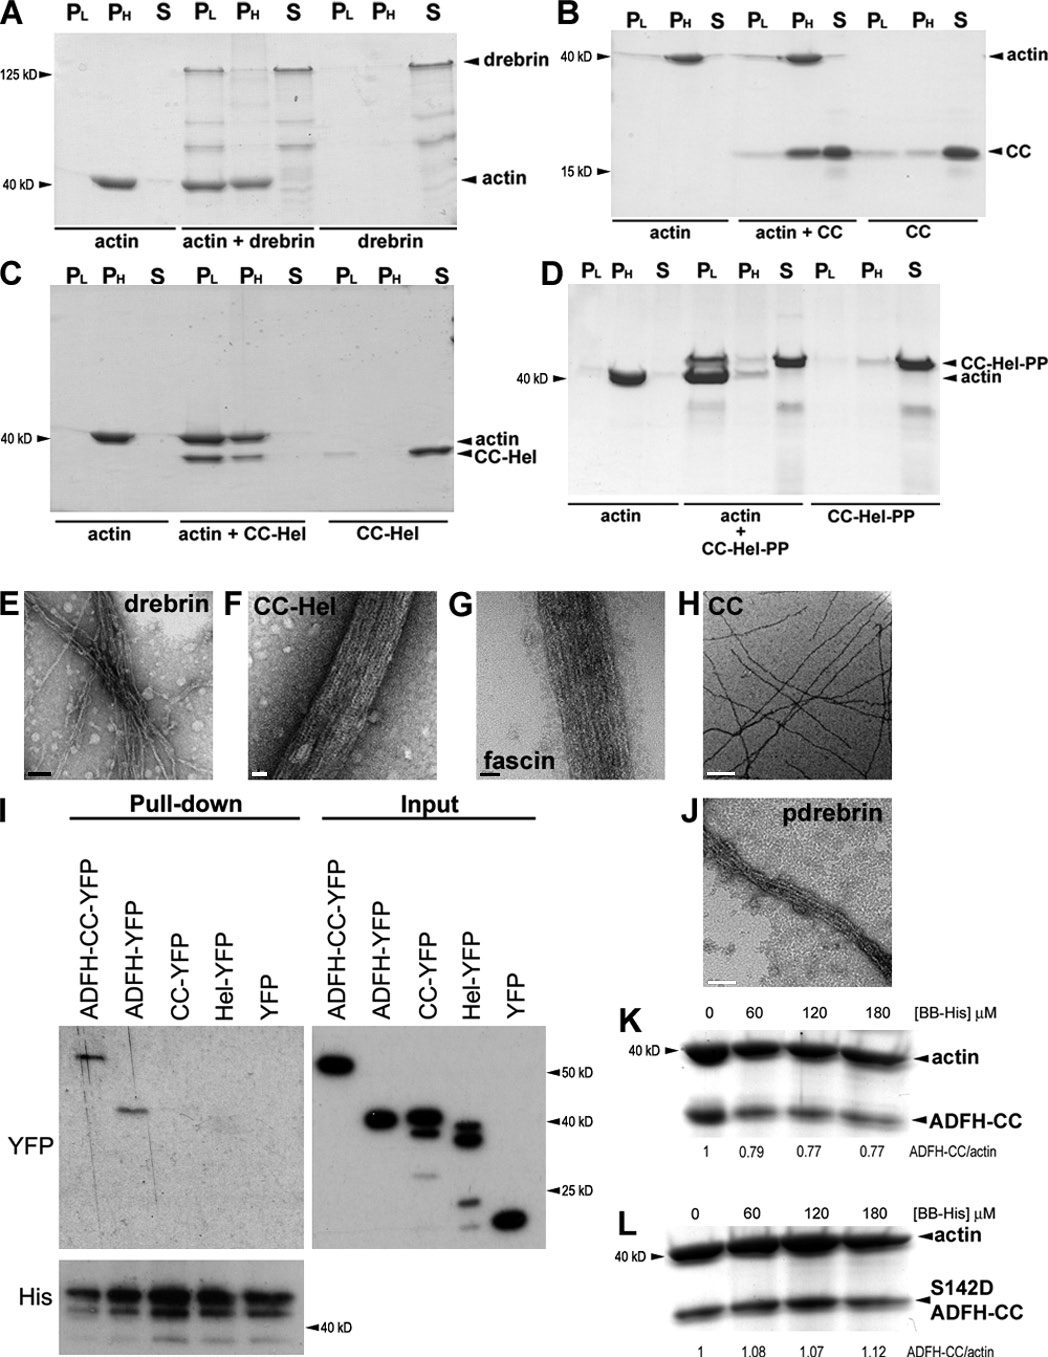 A
PL PH S PL PH S PL PH S
125 kD
drebrin
40 kD
actin
actin actin + drebrin drebrin
B
PL PH S PL PH S PL PH S
40 kD
actin
CC
15 kD
actin actin + CC CC
C
PL PH S PL PH S PL PH S
40 kD
actin
CC-Hel
actin actin + CC-Hel CC-Hel
D
PL PH S PL PH S PL PH S
40 kD
CC-Hel-PP
actin
actin actin + CC-Hel-PP CC-Hel-PP
E drebrin
F CC-Hel
G fascin
H CC
I
Pull-down Input
ADFH-CC-YFP
ADFH-YFP
CC-YFP
Hel-YFP
YFP
ADFH-CC-YFP
ADFH-YFP
CC-YFP
Hel-YFP
YFP
YFP
50 kD
40 kD
25 kD
His
40 kD
J pdrebrin
K
0 60 120 180 [BB-His] µM
40 kD
actin
ADFH-CC
1 0.79 0.77 0.77 ADFH-CC/actin
L
0 60 120 180 [BB-His] µM
40 kD
actin
S142D
ADFH-CC
1 1.08 1.07 1.12 ADFH-CC/actin